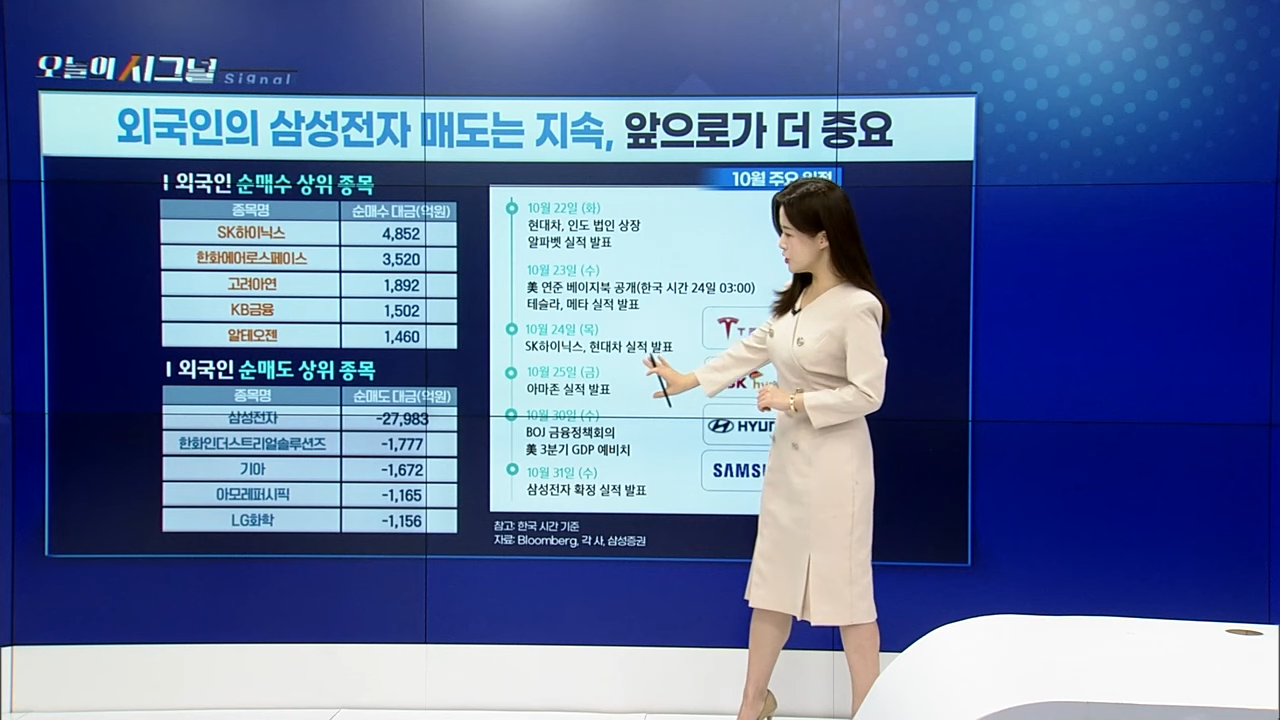 오늘의 시그널
Signal
외국인의 삼성전자 매도는 지속, 앞으로가 더 중요
외국인 순매수 상위 종목
종목명 순매수 대금(억원)
SK하이닉스 4,852
한화에어로스페이스 3,520
고려아연 1,892
KB금융 1,502
알테오젠 1,460
외국인 순매도 상위 종목
종목명 순매도 대금(억원)
삼성전자 -27,983
한화인더스트리얼솔루션즈 -1,777
기아 -1,672
아모레퍼시픽 -1,165
LG화학 -1,156
10월 주요 일정
10월 22일 (화)
현대차, 인도 법인 상장
알파벳 실적 발표
10월 23일 (수)
美 연준 베이지북 공개(한국 시간 24일 03:00)
테슬라, 메타 실적 발표
10월 24일 (목)
SK하이닉스, 현대차 실적 발표
10월 25일 (금)
아마존 실적 발표
10월 30일 (수)
BOJ 금융정책회의
美 3분기 GDP 예비치
10월 31일 (수)
삼성전자 확정 실적 발표
SK
참고: 한국 시간 기준
자료: Bloomberg, 각 사, 삼성증권